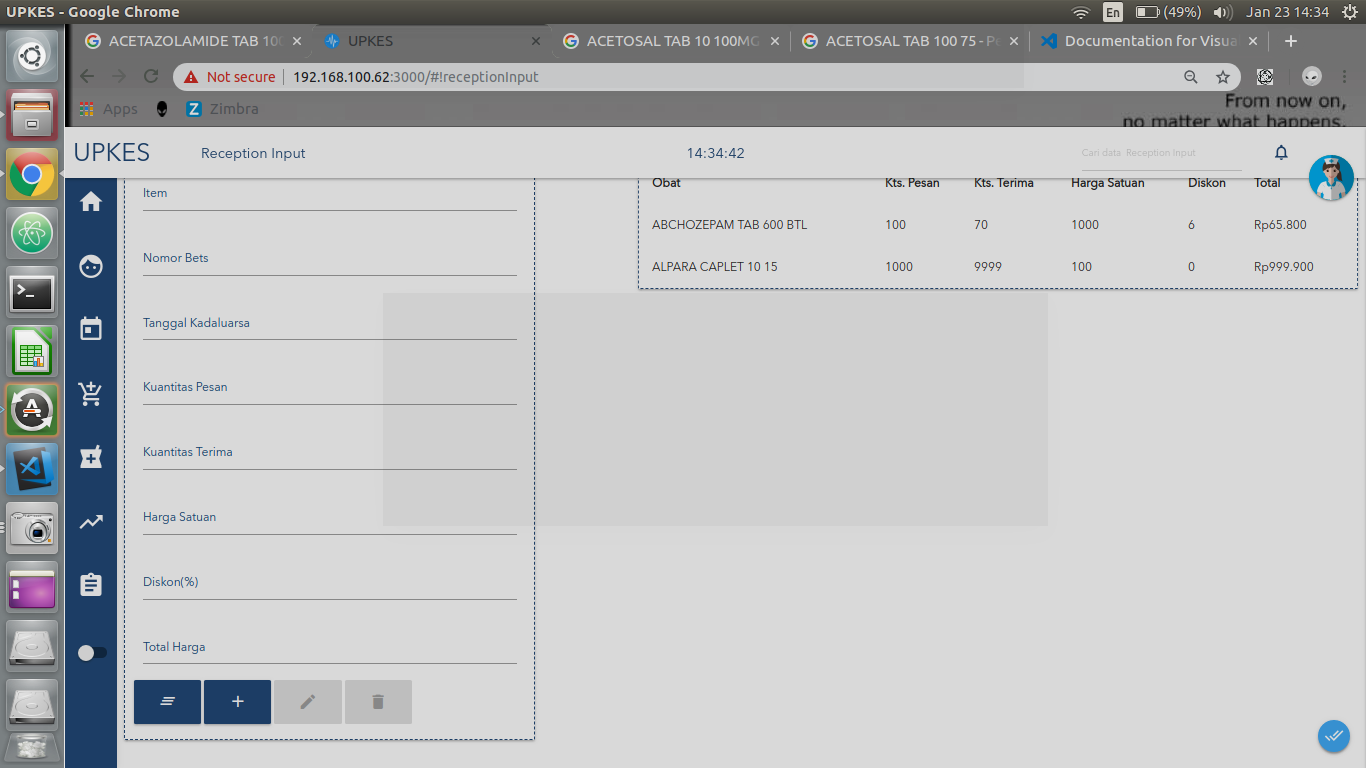 UPKES - Google Chrome
En
(49%)
Jan 23 14:34
ACETAZOLAMIDE TAB 10
UPKES
ACETOSAL TAB 10 100MG
ACETOSAL TAB 100 75 - Pe
Documentation for Visua
Not secure
192.168.100.62:3000/#!receptionInput
Apps
Zimbra
From now on,
no matter what happens.
UPKES
Reception Input
14:34:42
Cari data Reception Input
Item
Nomor Bets
Tanggal Kadaluarsa
Kuantitas Pesan
Kuantitas Terima
Harga Satuan
Diskon(%)
Total Harga
Obat Kts. Pesan Kts. Terima Harga Satuan Diskon Total
ABCHOZEPAM TAB 600 BTL 100 70 1000 6 Rp65.800
ALPARA CAPLET 10 15 1000 9999 100 0 Rp999.900